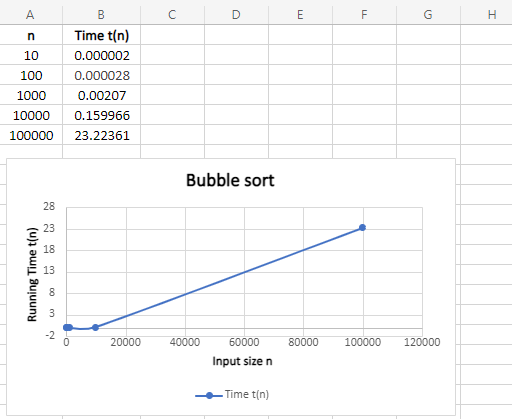 A B C D E F G H
n Time t(n)
10 0.000002
100 0.000028
1000 0.00207
10000 0.159966
100000 23.22361
Bubble sort
28
23
18
13
8
3
-2
Running Time t(n)
0 20000 40000 60000 80000 100000 120000
Input size n
Time t(n)